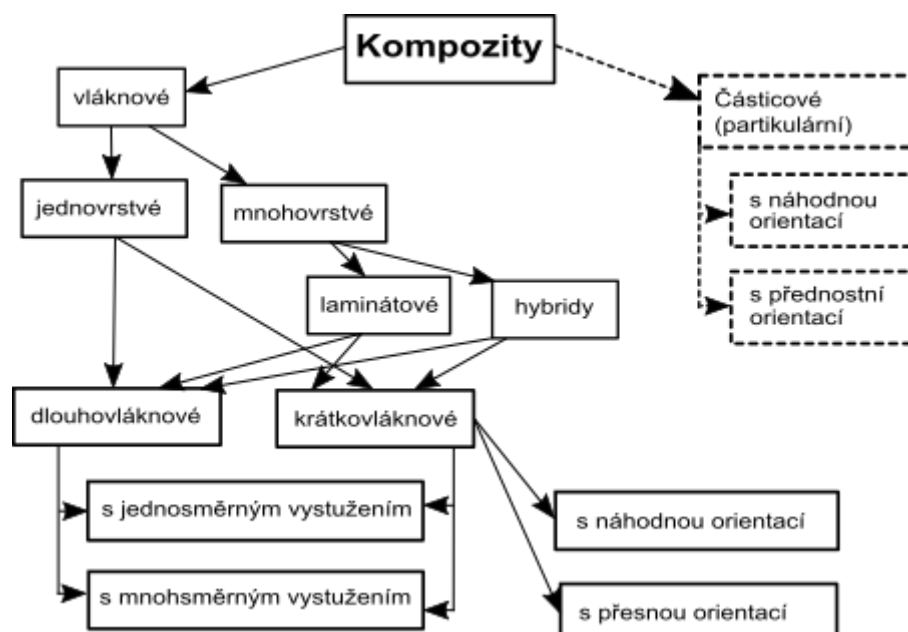 Kompozity
vláknové
Částicové
(partikulární)
jednovrstvé
mnohovrstvé
s náhodnou
orientací
laminátové
hybridy
s přednostní
orientací
dlouhovláknové
krátkovláknové
s jednosměrným vystužením
s náhodnou orientací
s mnohsměrným vystužením
s přesnou orientací